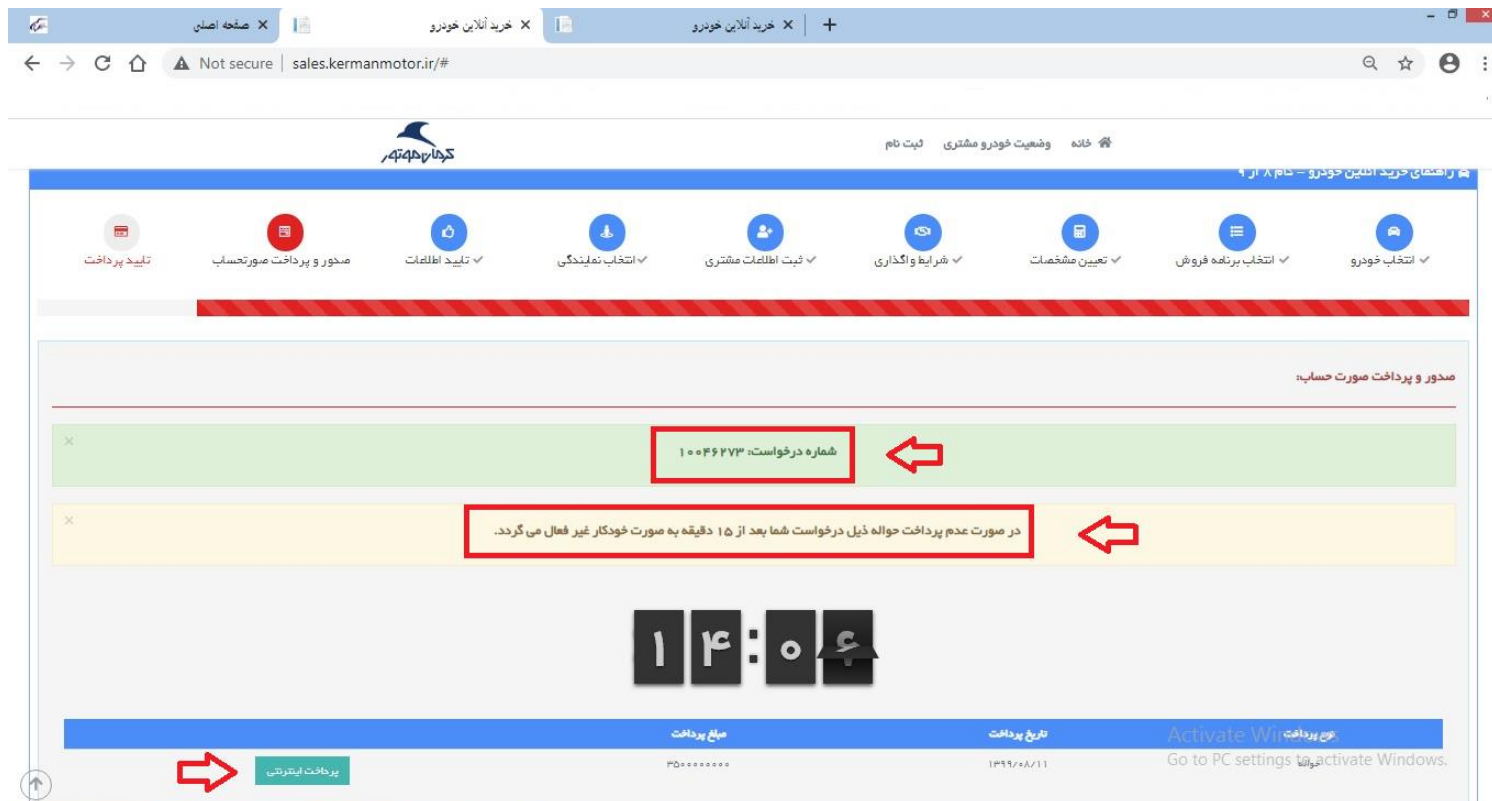 صفحه اصلی
خرید آنلاین خودرو
خرید آنلاین خودرو
Not secure | sales.kermanmotor.ir/#
کرمان موتور
خانه وضعیت خودرو مشتری ثبت نام
راهنمای خرید آنلاین خودرو – گام ۸ از ۹
انتخاب خودرو
انتخاب برنامه فروش
تعیین مشخصات
شرایط واگذاری
ثبت اطلاعات مشتری
انتخاب نمایندگی
تایید اطلاعات
صدور و پرداخت صورتحساب
تایید پرداخت
صدور و پرداخت صورت حساب:
شماره درخواست: ۱۰۰۴۶۲۷۳
در صورت عدم پرداخت حواله ذیل درخواست شما بعد از ۱۵ دقیقه به صورت خودکار غیر فعال می گردد.
۱۴:۰۶
نوع پرداخت تاریخ پرداخت مبلغ پرداخت
حواله ۱۳۹۹/۰۸/۱۱ ۳۵۰۰۰۰۰۰۰۰ پرداخت اینترنتی
Activate Windows
Go to PC settings to activate Windows.